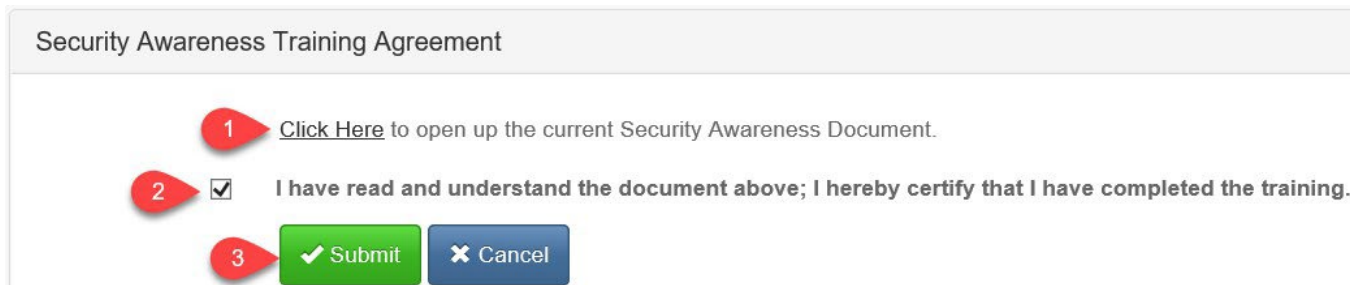 Security Awareness Training Agreement
1 Click Here to open up the current Security Awareness Document.
2 I have read and understand the document above; I hereby certify that I have completed the training.
3 Submit Cancel